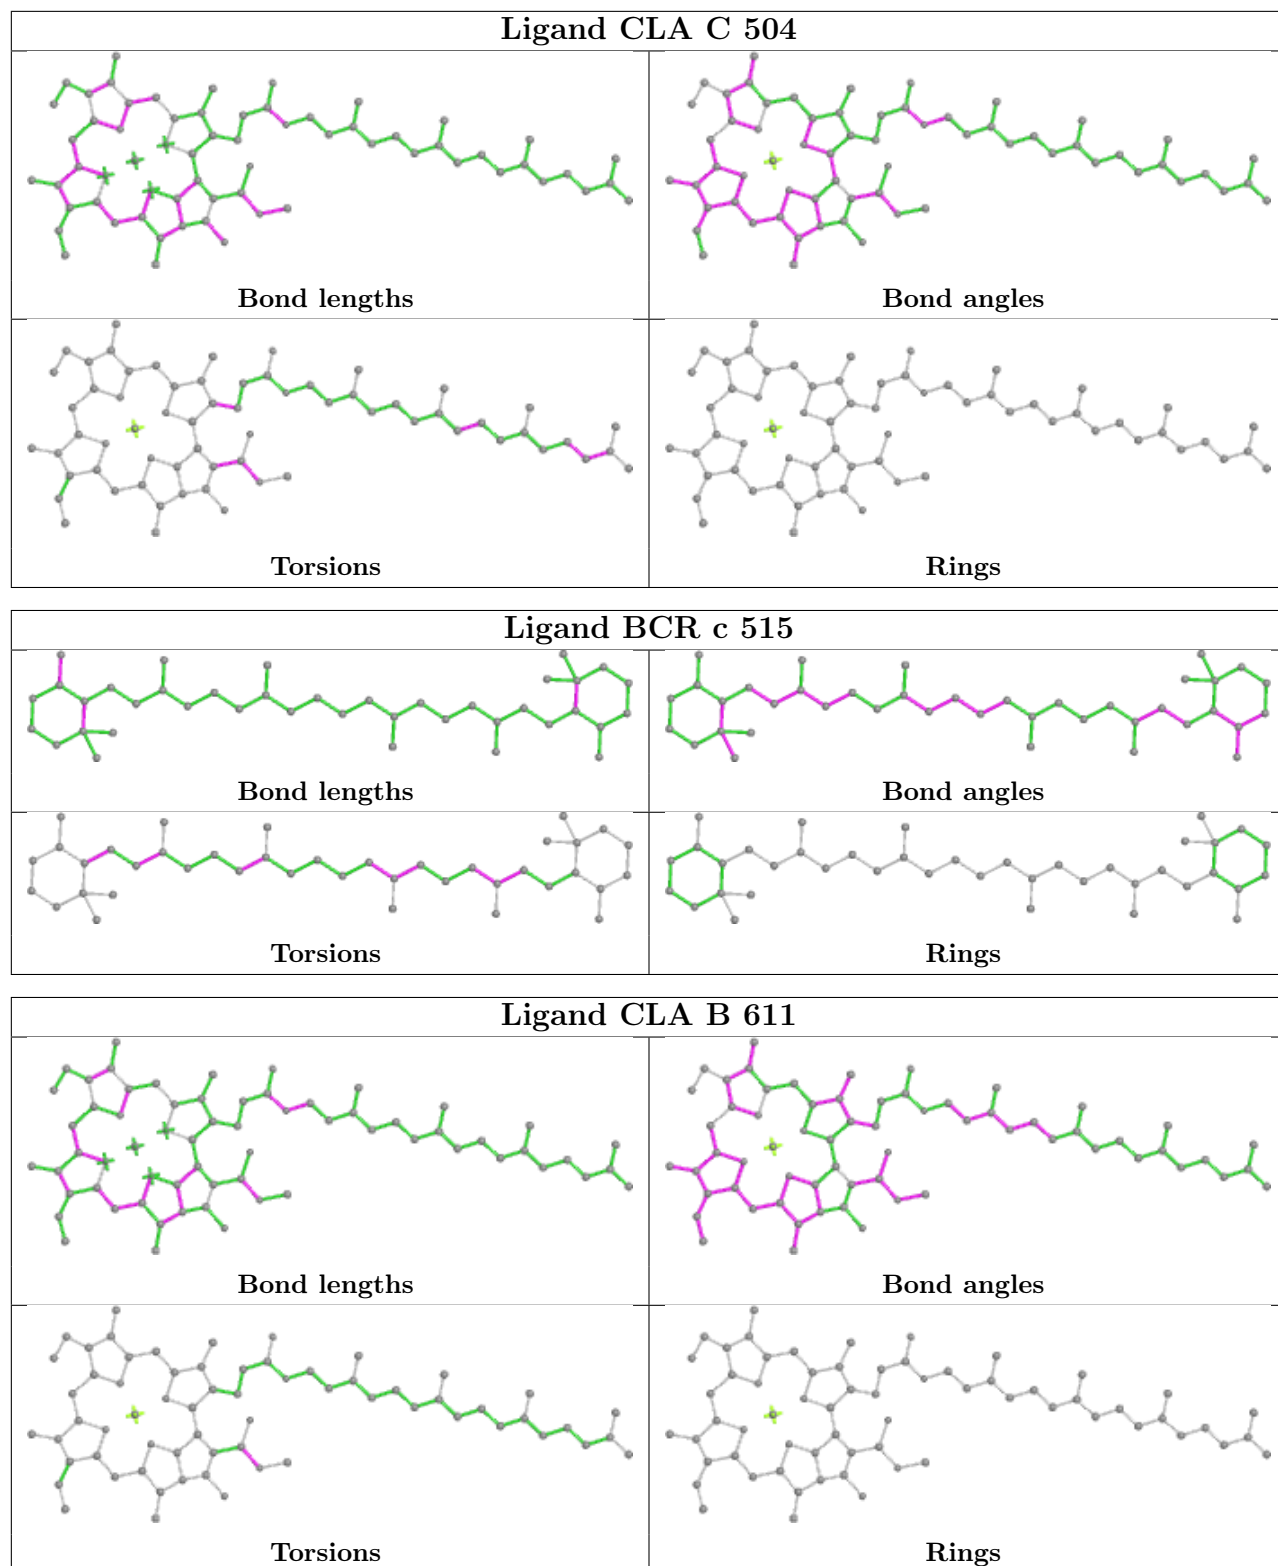 Ligand CLA C 504
Bond lengths
Bond angles
Torsions
Rings
Ligand BCR c 515
Bond lengths
Bond angles
Torsions
Rings
Ligand CLA B 611
Bond lengths
Bond angles
Torsions
Rings